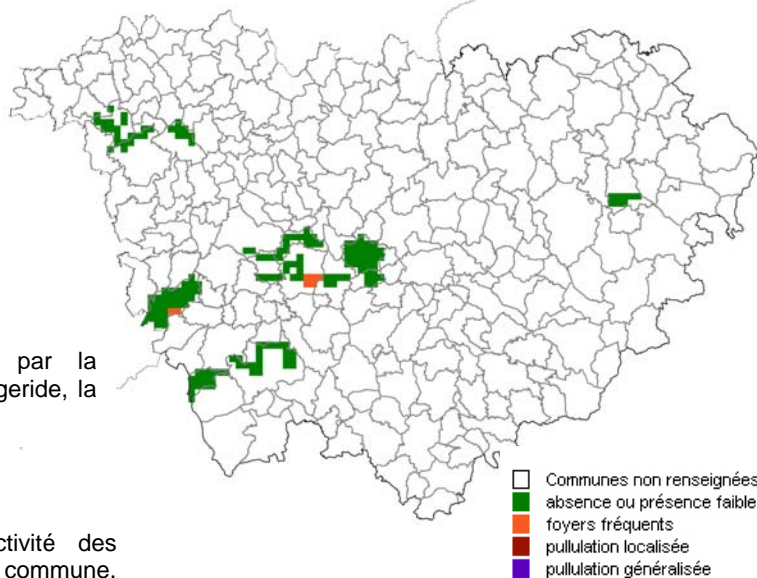 par la
geride, la
ctivité des
commune.
Communes non renseignées
absence ou présence faible
foyers fréquents
pullulation localisée
pullulation généralisée